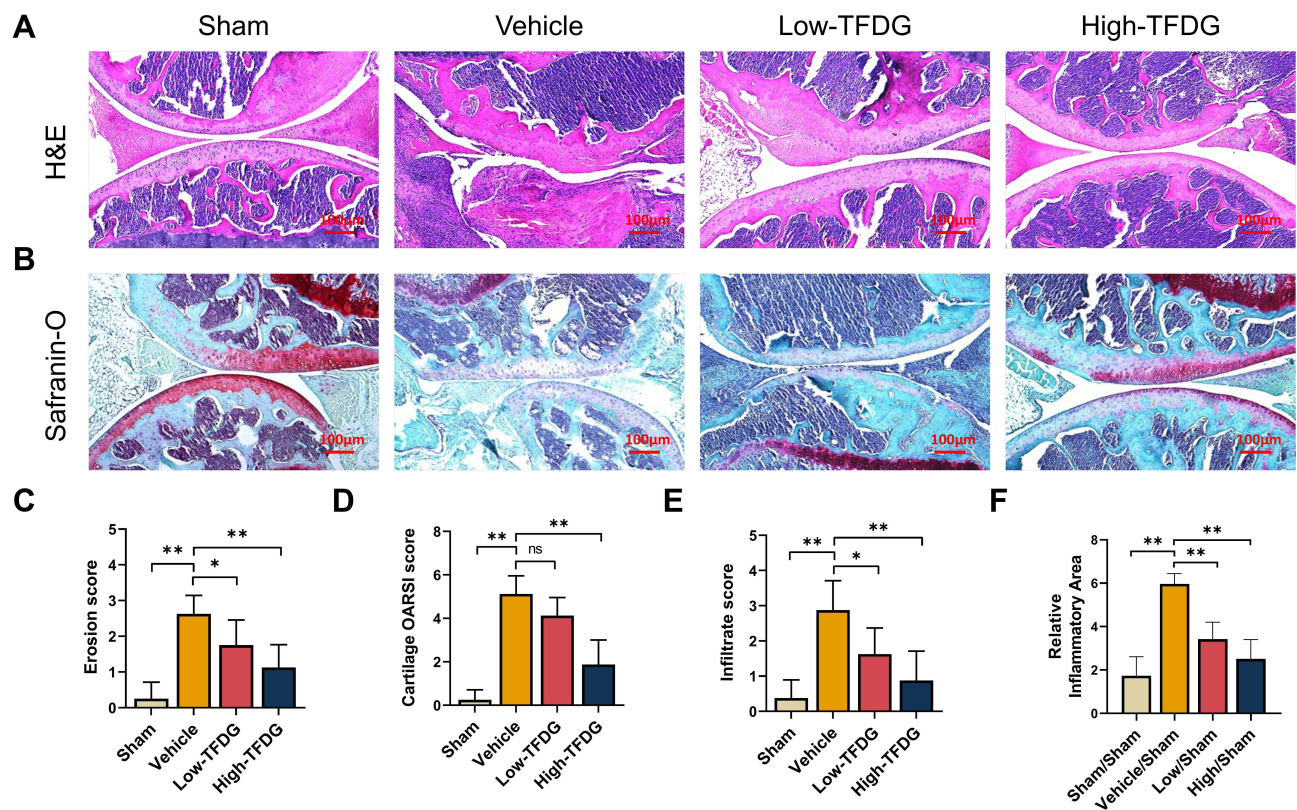 A
Sham
Vehicle
Low-TFDG
High-TFDG
H&E
100μm
100μm
100μm
100μm
B
Safranin-O
100μm
100μm
100μm
100μm
C
Erosion score
5
4
3
2
1
0
**
**
*
Sham
Vehicle
Low-TFDG
High-TFDG
D
Cartilage OARSI score
8
6
4
2
0
**
**
ns
Sham
Vehicle
Low-TFDG
High-TFDG
E
Infiltrate score
5
4
3
2
1
0
**
**
*
Sham
Vehicle
Low-TFDG
High-TFDG
F
Relative
Inflammatory Area
8
6
4
2
0
**
**
**
Sham/Sham
Vehicle/Sham
Low/Sham
High/Sham